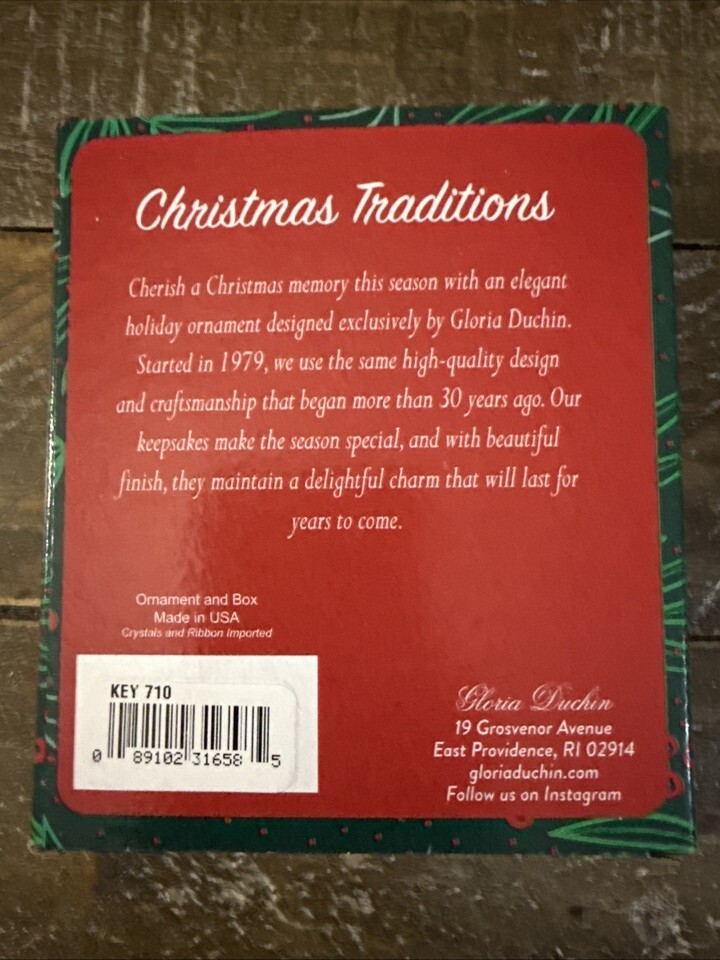 Christmas Traditions
Cherish a Christmas memory this season with an elegant
holiday ornament designed exclusively by Gloria Duchin.
Started in 1979, we use the same high-quality design
and craftsmanship that began more than 30 years ago. Our
keepsakes make the season special, and with beautiful
finish, they maintain a delightful charm that will last for
years to come.
Ornament and Box
Made in USA
Crystals and Ribbon Imported
KEY 710
0 89102 31658 5
Gloria Duchin
19 Grosvenor Avenue
East Providence, RI 02914
gloriaduchin.com
Follow us on Instagram